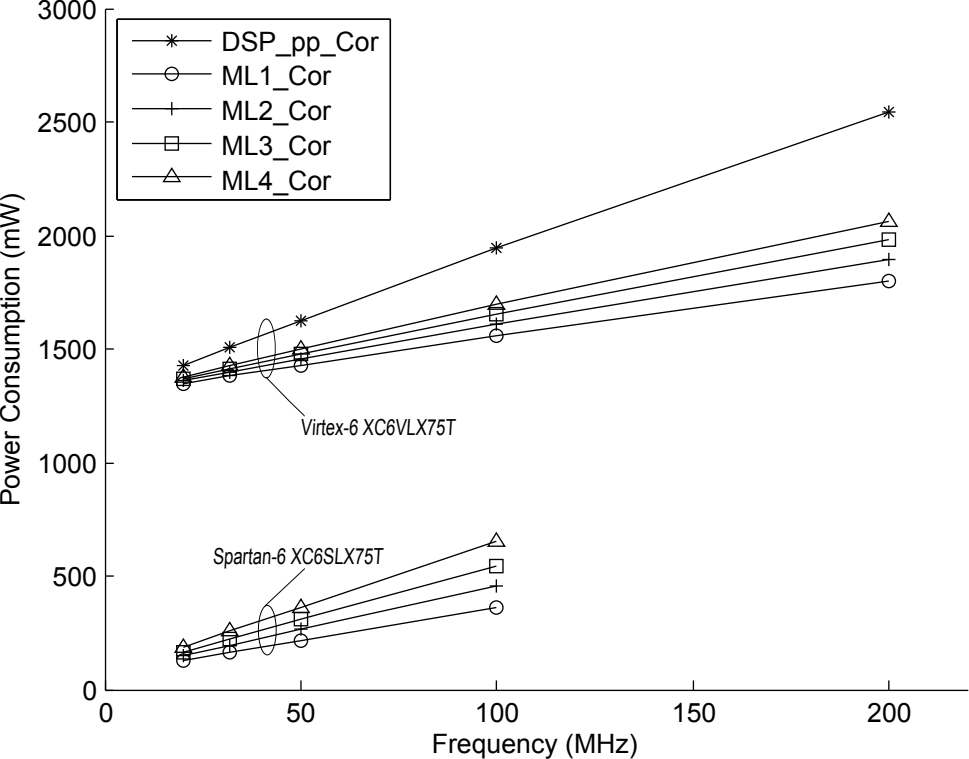 3000
2500
2000
1500
1000
500
0
Power Consumption (mW)
DSP_pp_Cor
ML1_Cor
ML2_Cor
ML3_Cor
ML4_Cor
Virtex-6 XC6VLX75T
Spartan-6 XC6SLX75T
0 50 100 150 200
Frequency (MHz)